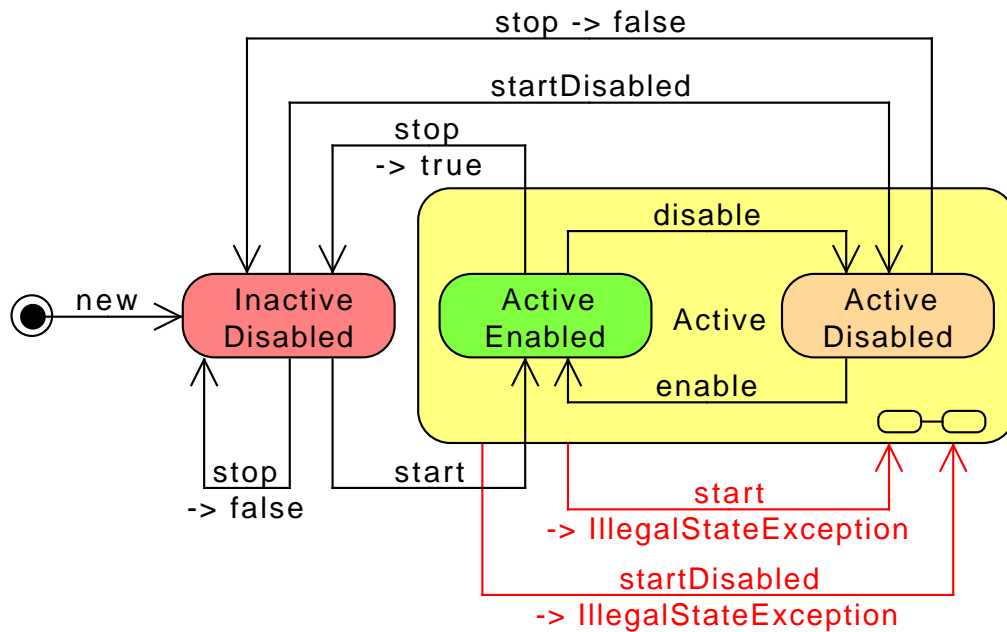 stop -> false
startDisabled
stop
-> true
disable
new
Inactive
Disabled
Active
Enabled
Active
Active
Disabled
enable
stop
-> false
start
start
-> IllegalStateException
startDisabled
-> IllegalStateException